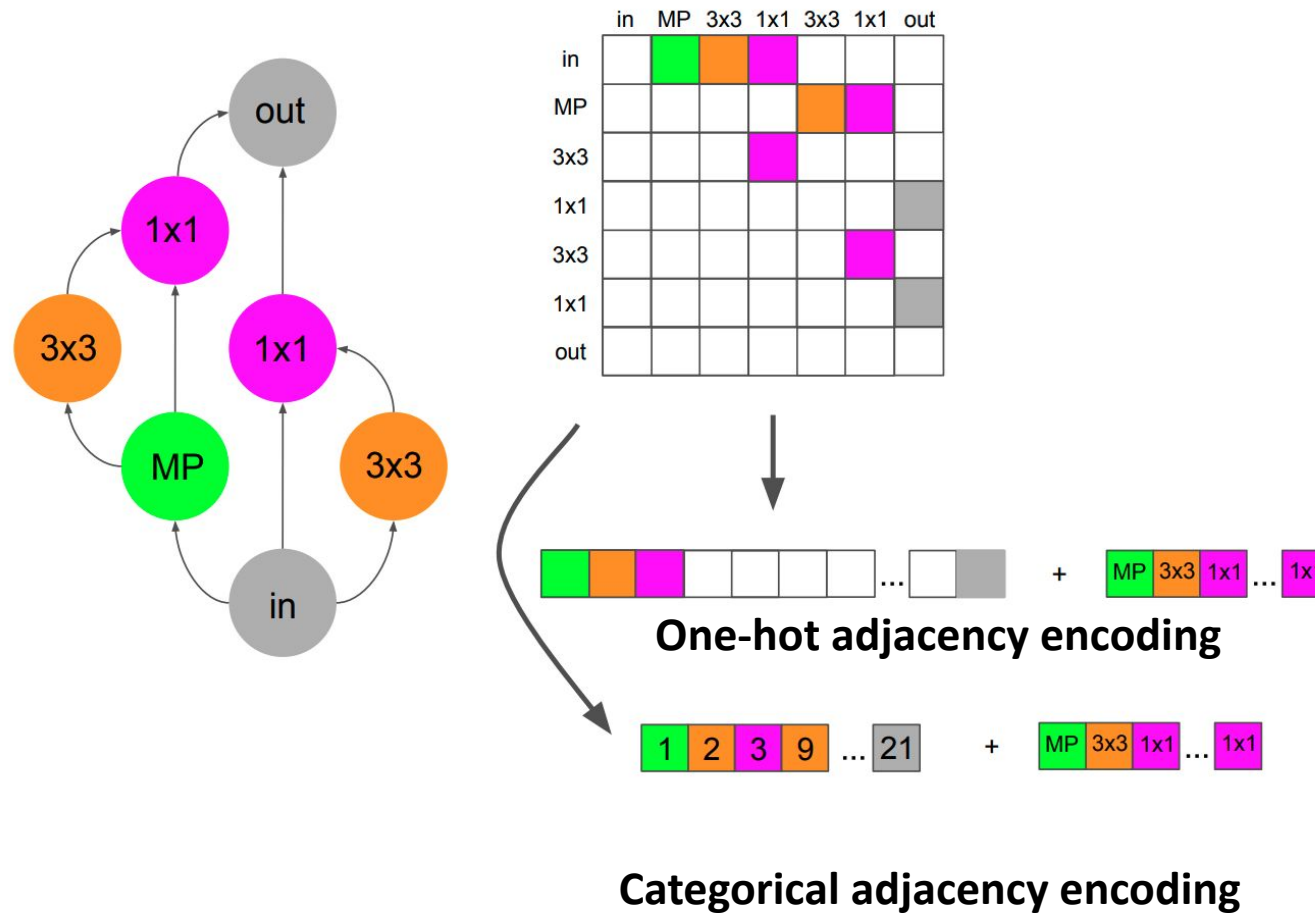 in MP 3x3 1x1 3x3 1x1 out
in
MP
3x3
1x1
3x3
1x1
out
out
1x1
3x3
1x1
MP
3x3
in
... + MP 3x3 1x1 ... 1x
One-hot adjacency encoding
1 2 3 9 ... 21 + MP 3x3 1x1 ... 1x1
Categorical adjacency encoding